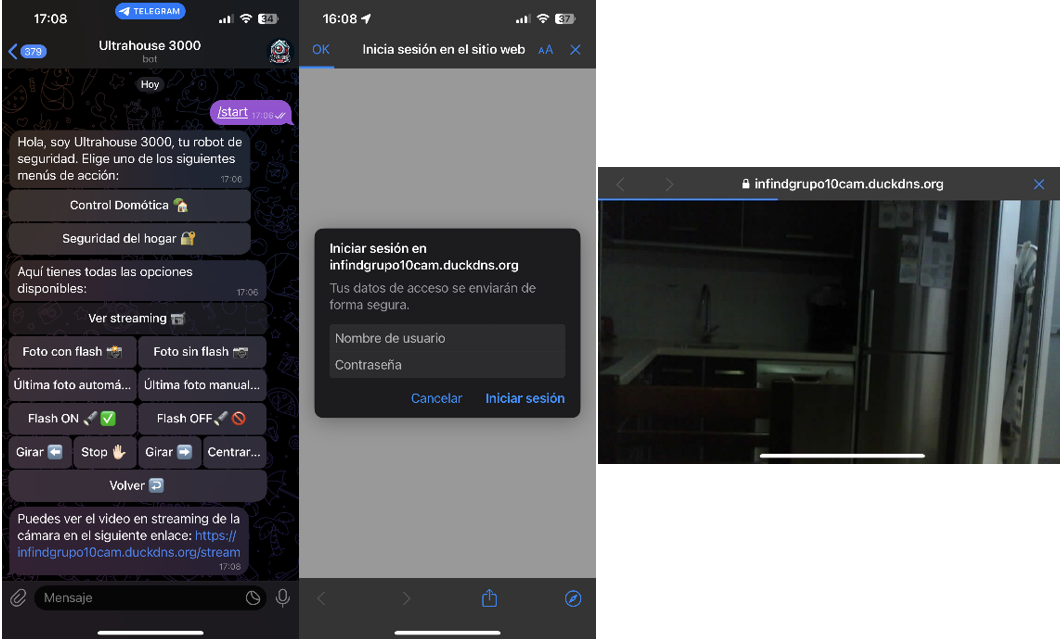 17:08
TELEGRAM
34
379
Ultrahouse 3000
bot
Hoy
/start 17:06
Hola, soy Ultrahouse 3000, tu robot de
seguridad. Elige uno de los siguientes
menús de acción:
17:06
Control Domótica
Seguridad del hogar
Aquí tienes todas las opciones
disponibles:
17:06
Ver streaming
Foto con flash
Foto sin flash
Última foto automá...
Última foto manual...
Flash ON
Flash OFF
Girar
Stop
Girar
Centrar...
Volver
Puedes ver el video en streaming de la
cámara en el siguiente enlace: https://
infindgrupo10cam.duckdns.org/stream
17:08
Mensaje
16:08
37
OK
Inicia sesión en el sitio web
AA
Iniciar sesión en
infindgrupo10cam.duckdns.org
Tus datos de acceso se enviarán de
forma segura.
Nombre de usuario
Contraseña
Cancelar
Iniciar sesión
infindgrupo10cam.duckdns.org